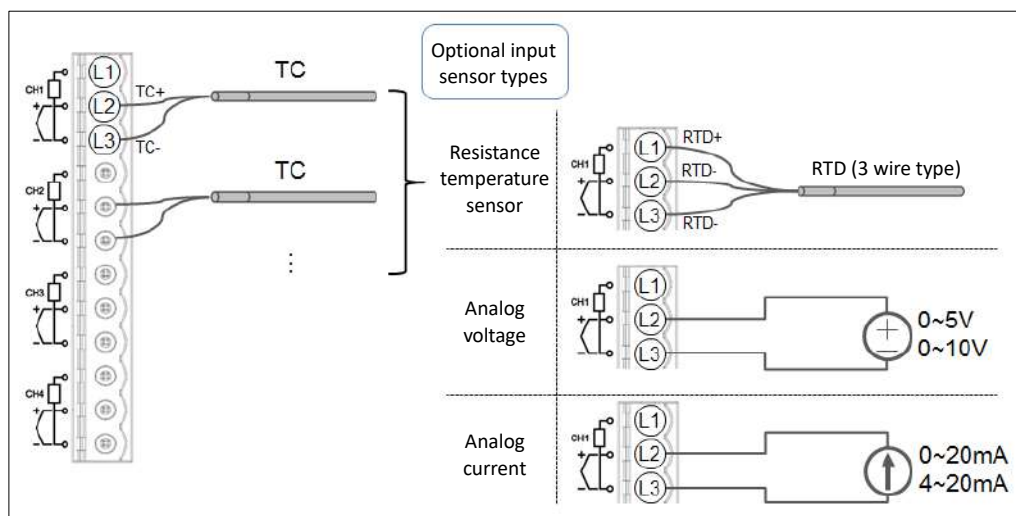 Optional input
sensor types
TC
L1
CH1
TC+
L2
L3
TC-
TC
CH2
CH3
CH4
Resistance
temperature
sensor
L1
RTD+
CH1
L2
RTD-
RTD (3 wire type)
L3
RTD-
Analog
voltage
L1
CH1
L2
L3
0~5V
0~10V
Analog
current
L1
CH1
L2
L3
0~20mA
4~20mA